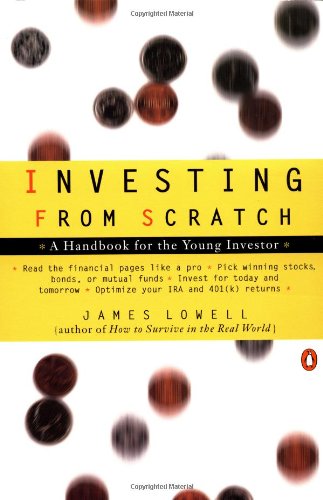 Copyrighted Material
INVESTING
FROM SCRATCH
* A Handbook for the Young Investor *
* Read the financial pages like a pro * Pick winning stocks,
bonds, or mutual funds * Invest for today and
tomorrow * Optimize your IRA and 401(k) returns *
JAMES LOWELL
{author of How to Survive in the Real World}
Copyrighted Material